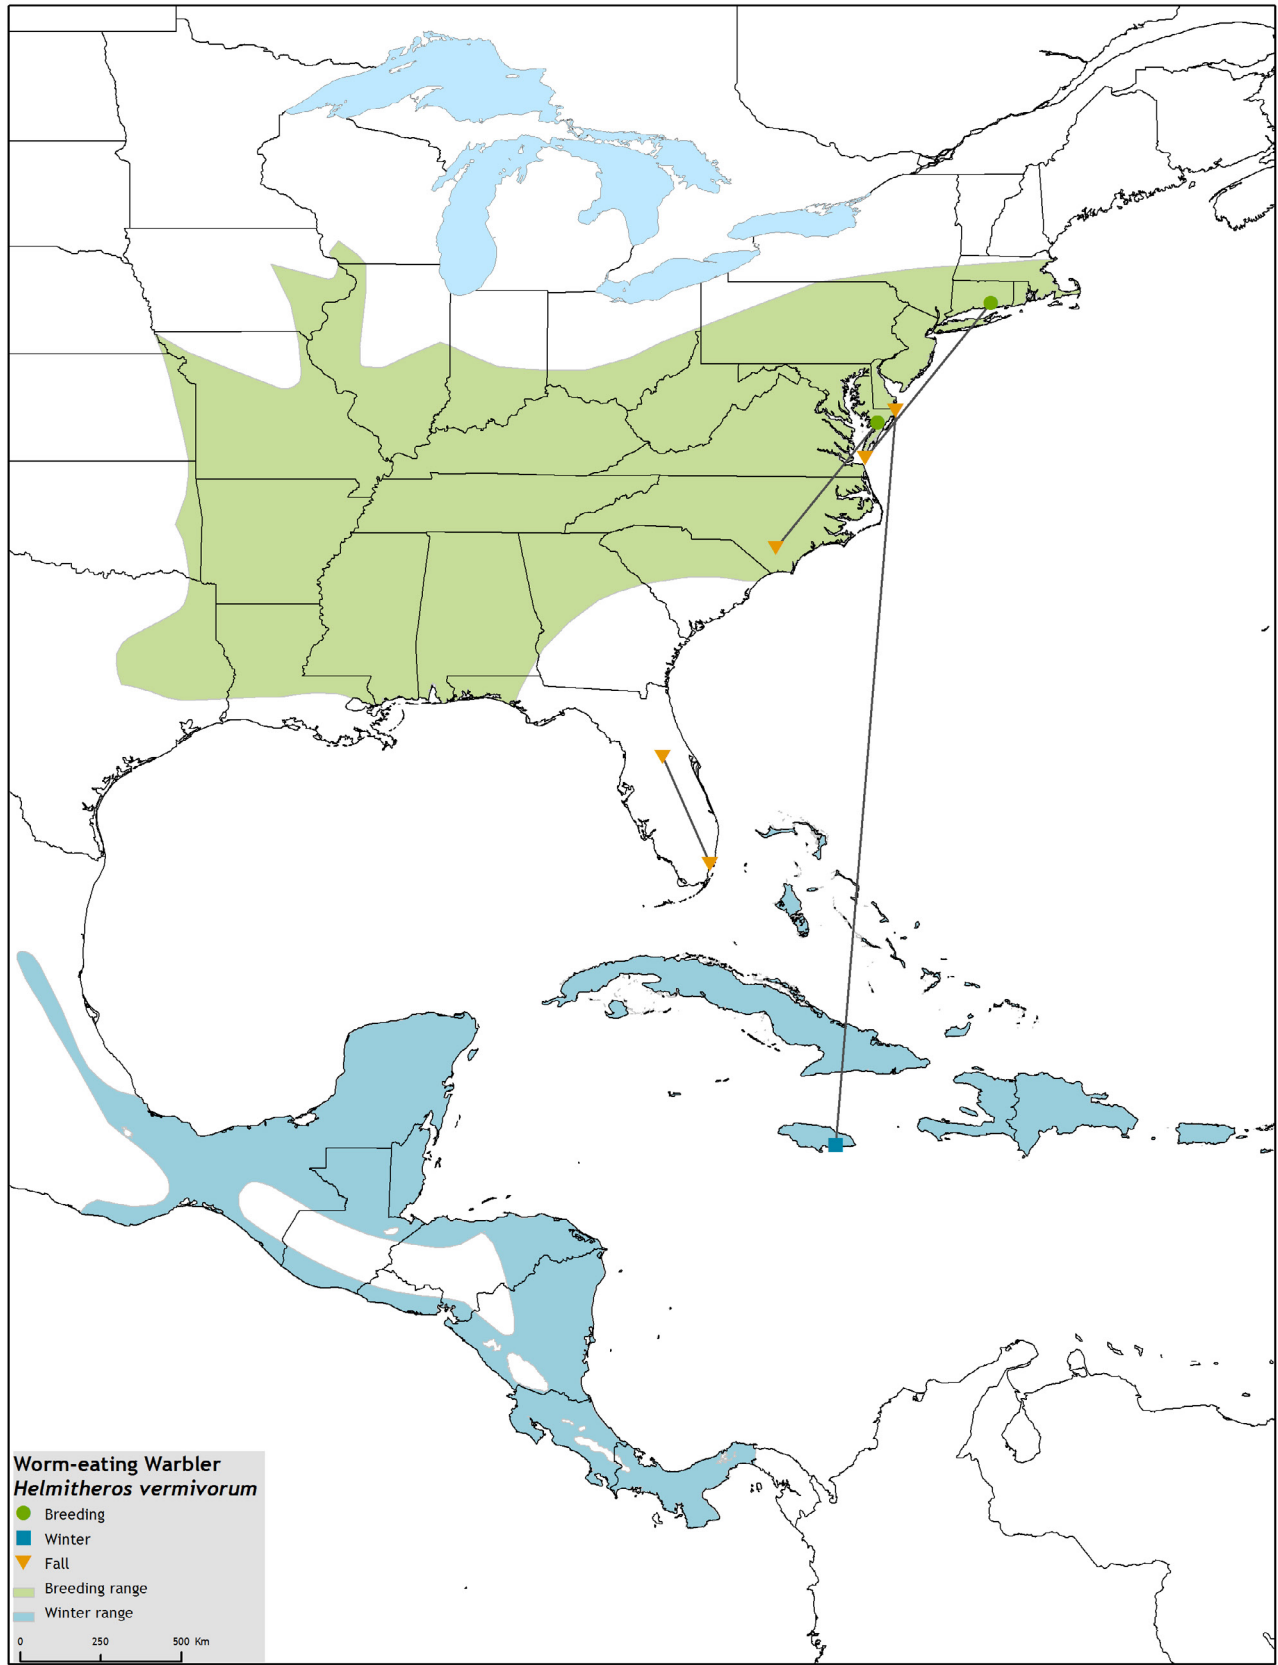 Worm-eating Warbler
Helmitheros vermivorum
Breeding
Winter
Fall
Breeding range
Winter range
0 250 500 Km